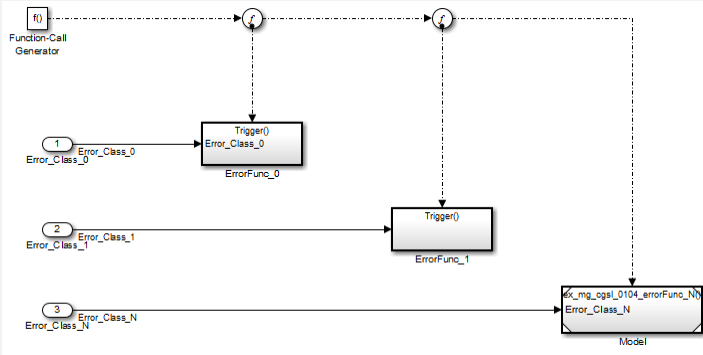 f()
Function-Call
Generator
f
f
Trigger()
Error_Class_0
ErrorFunc_0
1
Error_Class_0
Error_Class_0
Trigger()
ErrorFunc_1
2
Error_Class_1
Error_Class_1
ex_mg_cgsl_0104_errorFunc_N()
Error_Class_N
Model
3
Error_Class_N
Error_Class_N